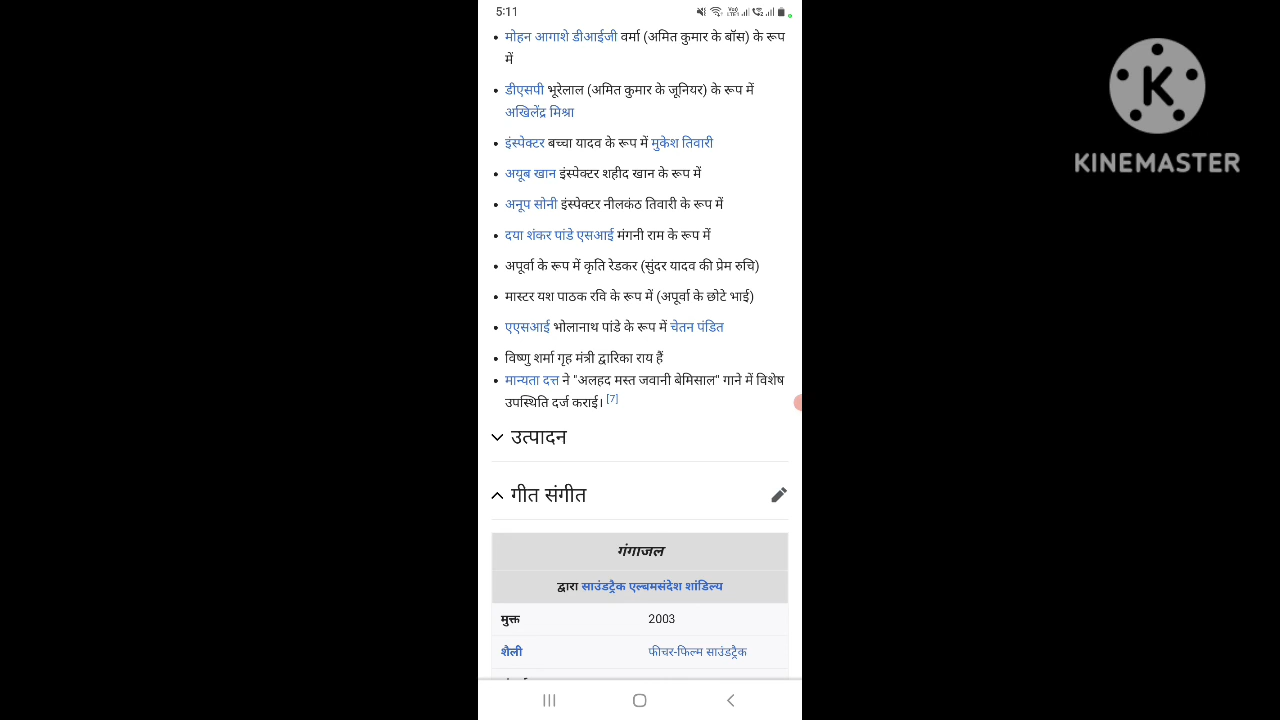 5:11
मोहन आगाशे डीआईजी वर्मा (अमित कुमार के बॉस) के रूप
में
डीएसपी भूरेलाल (अमित कुमार के जूनियर) के रूप में
अखिलेंद्र मिश्रा
इंस्पेक्टर बच्चा यादव के रूप में मुकेश तिवारी
अयूब खान इंस्पेक्टर शहीद खान के रूप में
अनूप सोनी इंस्पेक्टर नीलकंठ तिवारी के रूप में
दया शंकर पांडे एसआई मंगनी राम के रूप में
अपूर्वा के रूप में कृति रेडकर (सुंदर यादव की प्रेम रुचि)
मास्टर यश पाठक रवि के रूप में (अपूर्वा के छोटे भाई)
एएसआई भोलानाथ पांडे के रूप में चेतन पंडित
विष्णु शर्मा गृह मंत्री द्वारिका राय हैं
मान्यता दत्त ने "अलहद मस्त जवानी बेमिसाल" गाने में विशेष
उपस्थिति दर्ज कराई। [7]
उत्पादन
गीत संगीत
गंगाजल
द्वारा साउंडट्रैक एल्बमसंदेश शांडिल्य
मुक्त 2003
शैली फीचर-फिल्म साउंडट्रैक
K
KINEMASTER